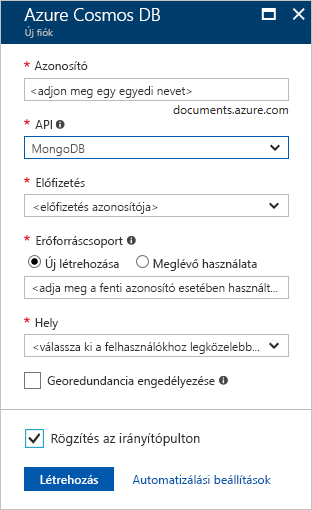 Azure Cosmos DB
Új fiók
* Azonosító
<adjon meg egy egyedi nevet>
documents.azure.com
* API
MongoDB
* Előfizetés
<előfizetés azonosítója>
* Erőforráscsoport
Új létrehozása Meglévő használata
<adja meg a fenti azonosító esetében használt...
* Hely
<válassza ki a felhasználókhoz legközelebb...
Georedundancia engedélyezése
Rögzítés az irányítópulton
Létrehozás Automatizálási beállítások